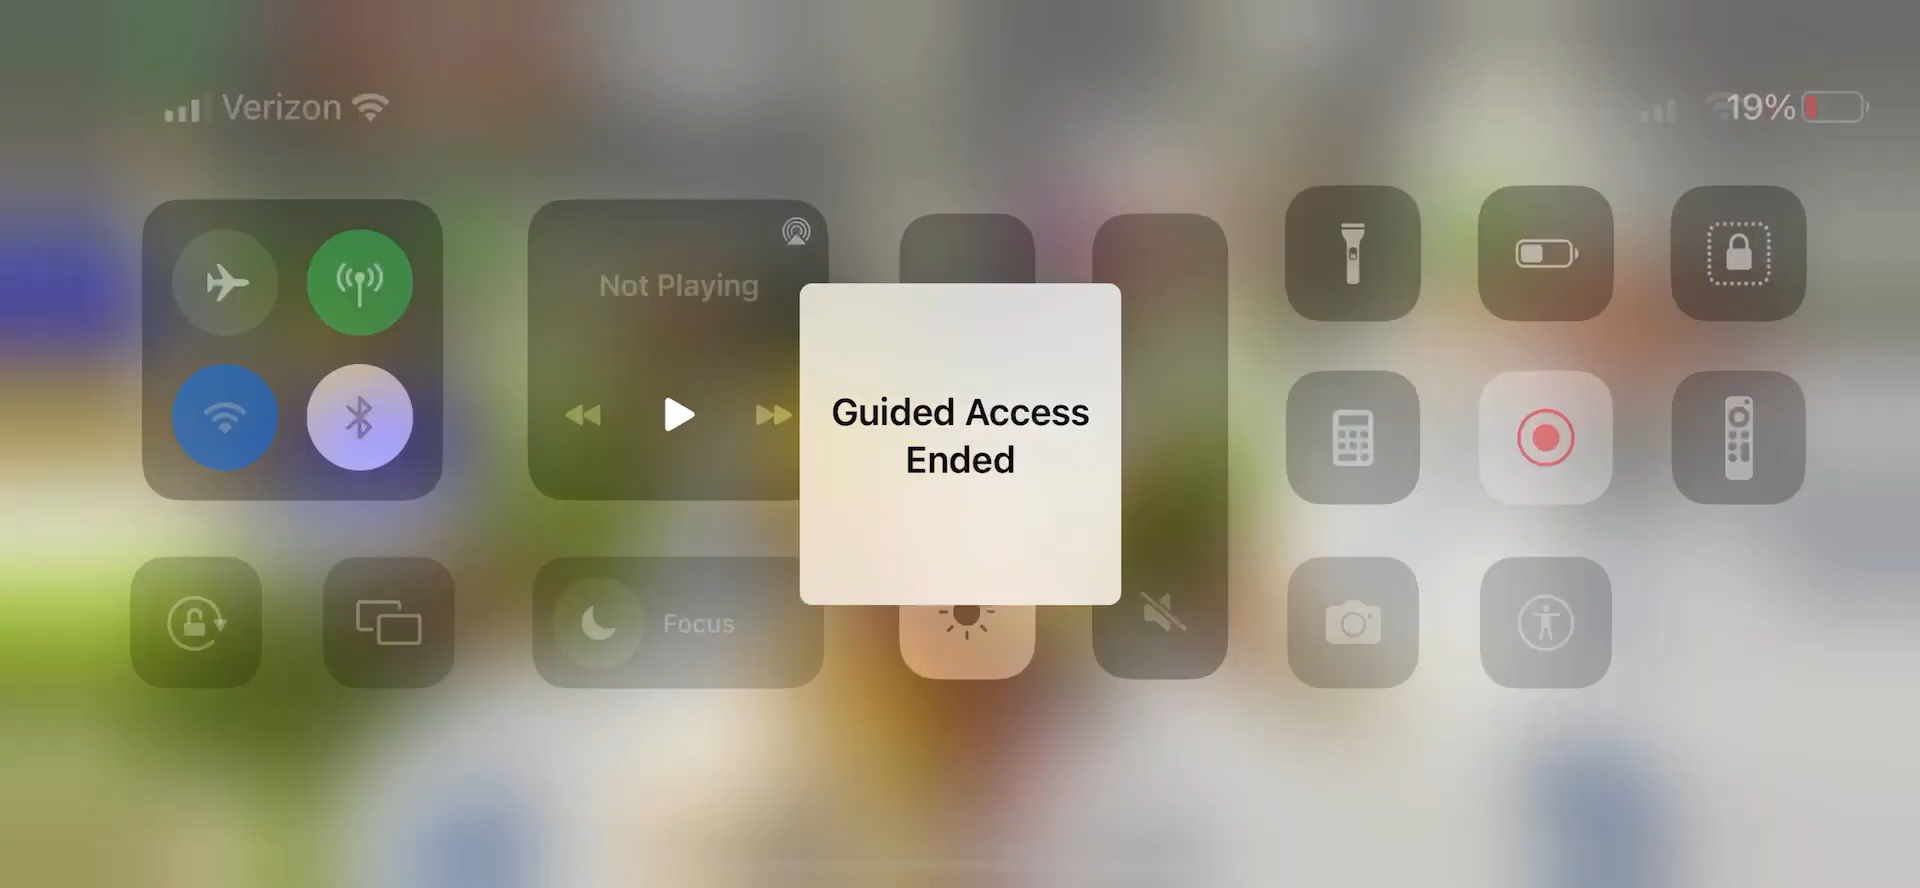 Verizon
19%
Not Playing
Guided Access
Ended
Focus